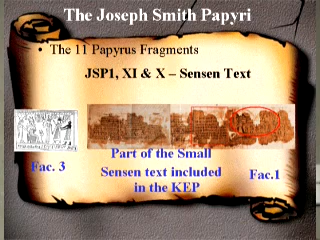 The Joseph Smith Papyri
• The 11 Papyrus Fragments
JSP1, XI & X – Sensen Text
Fac. 3
Part of the Small
Sensen text included
in the KEP
Fac.1